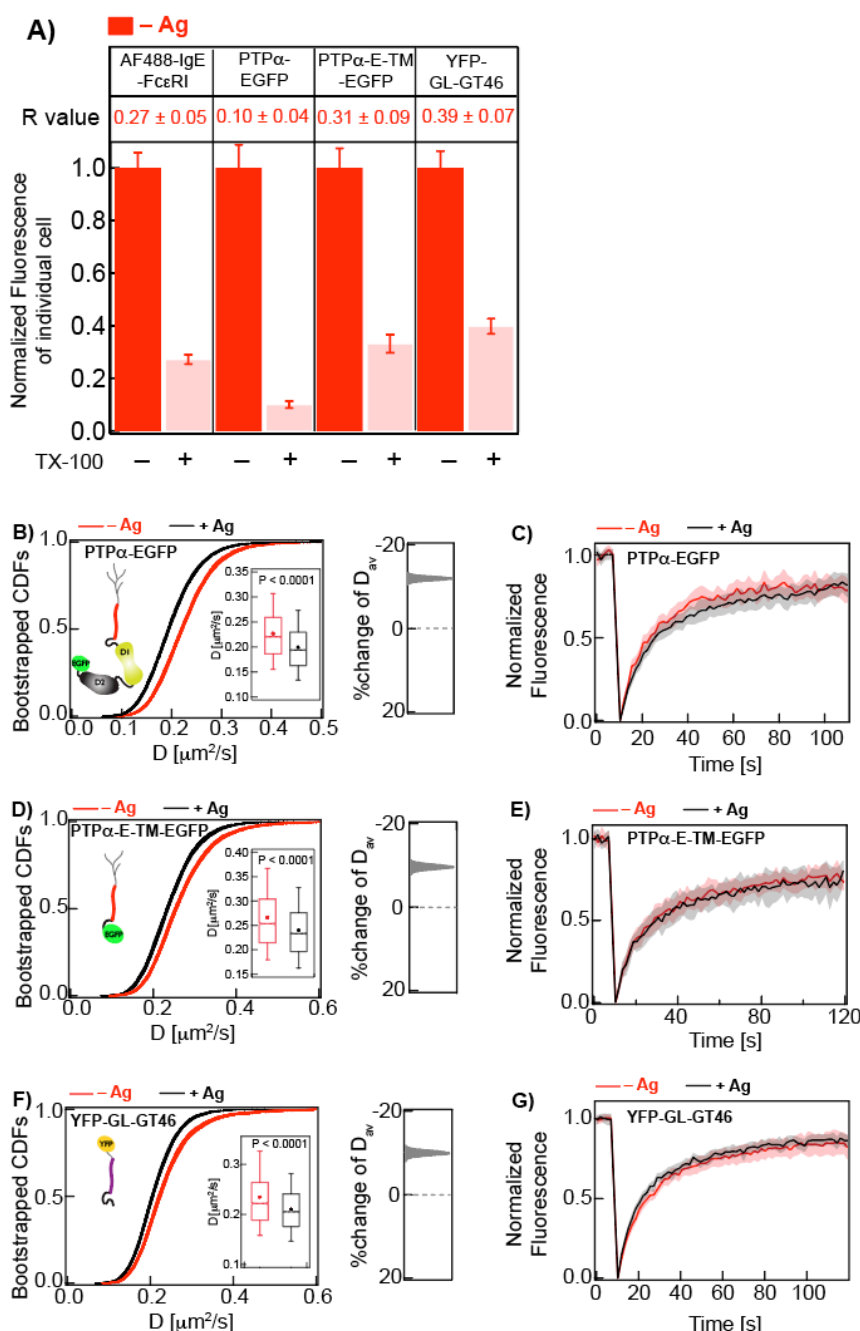 A)
– Ag
AF488-IgE PTPα- PTPα-E-TM YFP-
-FcεRI EGFP -EGFP GL-GT46
R value 0.27 ± 0.05 0.10 ± 0.04 0.31 ± 0.09 0.39 ± 0.07
Normalized Fluorescence
of individual cell
1.0
0.8
0.6
0.4
0.2
0.0
TX-100 – + – + – + – +
B) – Ag + Ag
PTPα-EGFP
Bootstrapped CDFs
1.0
0.5
0.0
0.0 0.1 0.2 0.3 0.4 0.5
D [μm²/s]
EGFP
D1
D2
P < 0.0001
D [μm²/s]
0.35
0.30
0.25
0.20
0.15
0.10
%change of Dav
-20
0
20
C) – Ag + Ag
PTPα-EGFP
Normalized
Fluorescence
1.0
0.5
0.0
0 20 40 60 80 100
Time [s]
D) – Ag + Ag
PTPα-E-TM-EGFP
Bootstrapped CDFs
1.0
0.5
0.0
0.0 0.2 0.4 0.6
D [μm²/s]
EGFP
P < 0.0001
D[μm²/s]
0.40
0.35
0.30
0.25
0.20
0.15
%change of Dav
-20
0
20
E) – Ag + Ag
PTPα-E-TM-EGFP
Normalized
Fluorescence
1.0
0.5
0.0
0 40 80 120
Time [s]
F) – Ag + Ag
YFP-GL-GT46
Bootstrapped CDFs
1.0
0.5
0.0
0.0 0.2 0.4 0.6
D [μm²/s]
YFP
P < 0.0001
D[μm²/s]
0.3
0.2
0.1
%change of Dav
-20
0
20
G) – Ag + Ag
YFP-GL-GT46
Normalized
Fluorescence
1.0
0.5
0.0
0 20 40 60 80 100
Time [s]